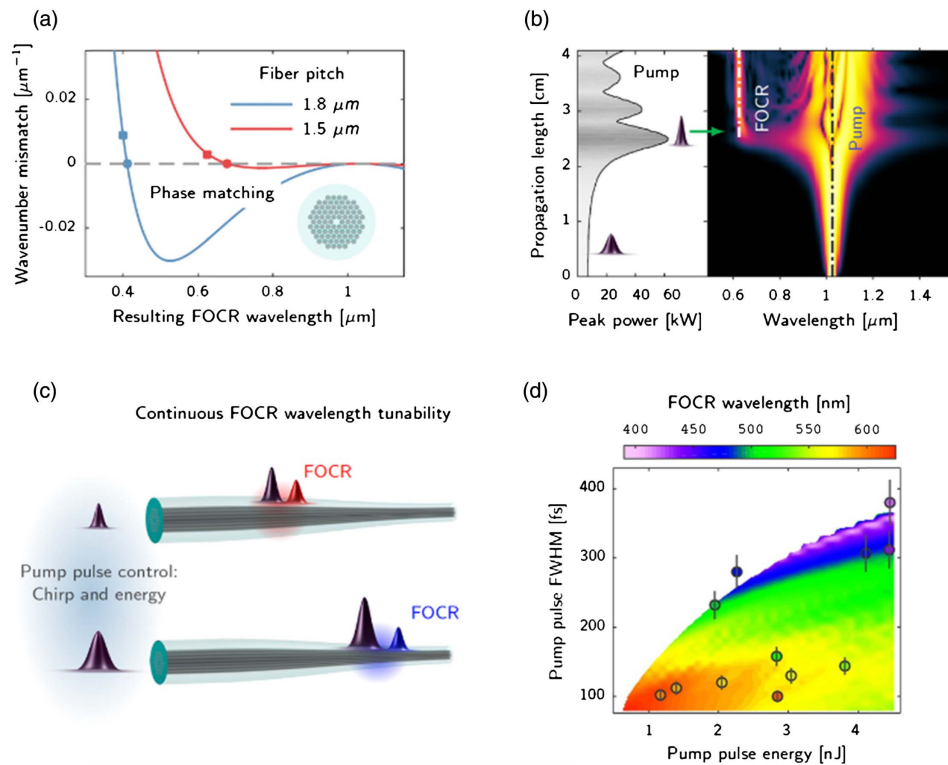 (a)
Wavenumber mismatch [μm⁻¹]
0.02
0
-0.02
Fiber pitch
1.8 μm
1.5 μm
Phase matching
0.4
0.6
0.8
1
Resulting FOCR wavelength [μm]
(b)
Propagation length [cm]
4
3
2
1
0
Pump
0 20 40 60
Peak power [kW]
FOCR
Pump
0.6 1 1.2 1.4
Wavelength [μm]
(c)
Continuous FOCR wavelength tunability
FOCR
Pump pulse control:
Chirp and energy
FOCR
(d)
FOCR wavelength [nm]
400 450 500 550 600
Pump pulse FWHM [fs]
400
300
200
100
1 2 3 4
Pump pulse energy [nJ]